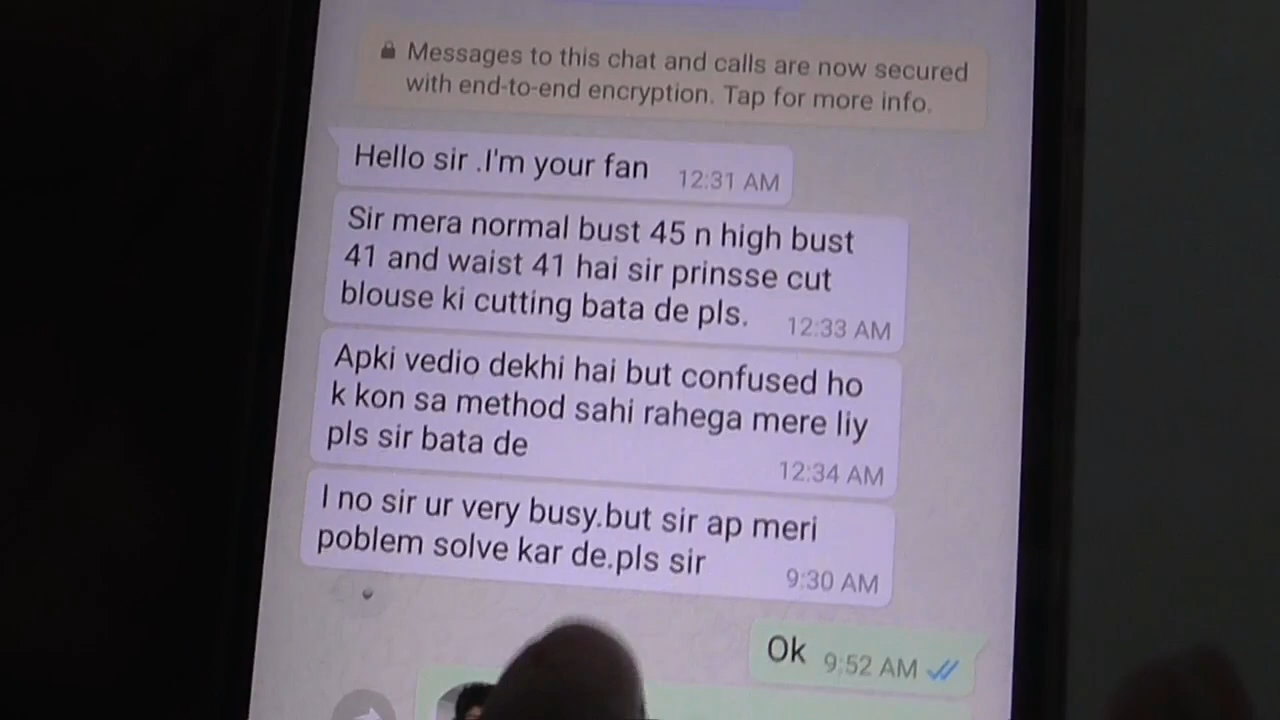 Messages to this chat and calls are now secured
with end-to-end encryption. Tap for more info.
Hello sir .I'm your fan 12:31 AM
Sir mera normal bust 45 n high bust
41 and waist 41 hai sir prinsse cut
blouse ki cutting bata de pls. 12:33 AM
Apki vedio dekhi hai but confused ho
k kon sa method sahi rahega mere liy
pls sir bata de 12:34 AM
I no sir ur very busy.but sir ap meri
poblem solve kar de.pls sir 9:30 AM
Ok 9:52 AM